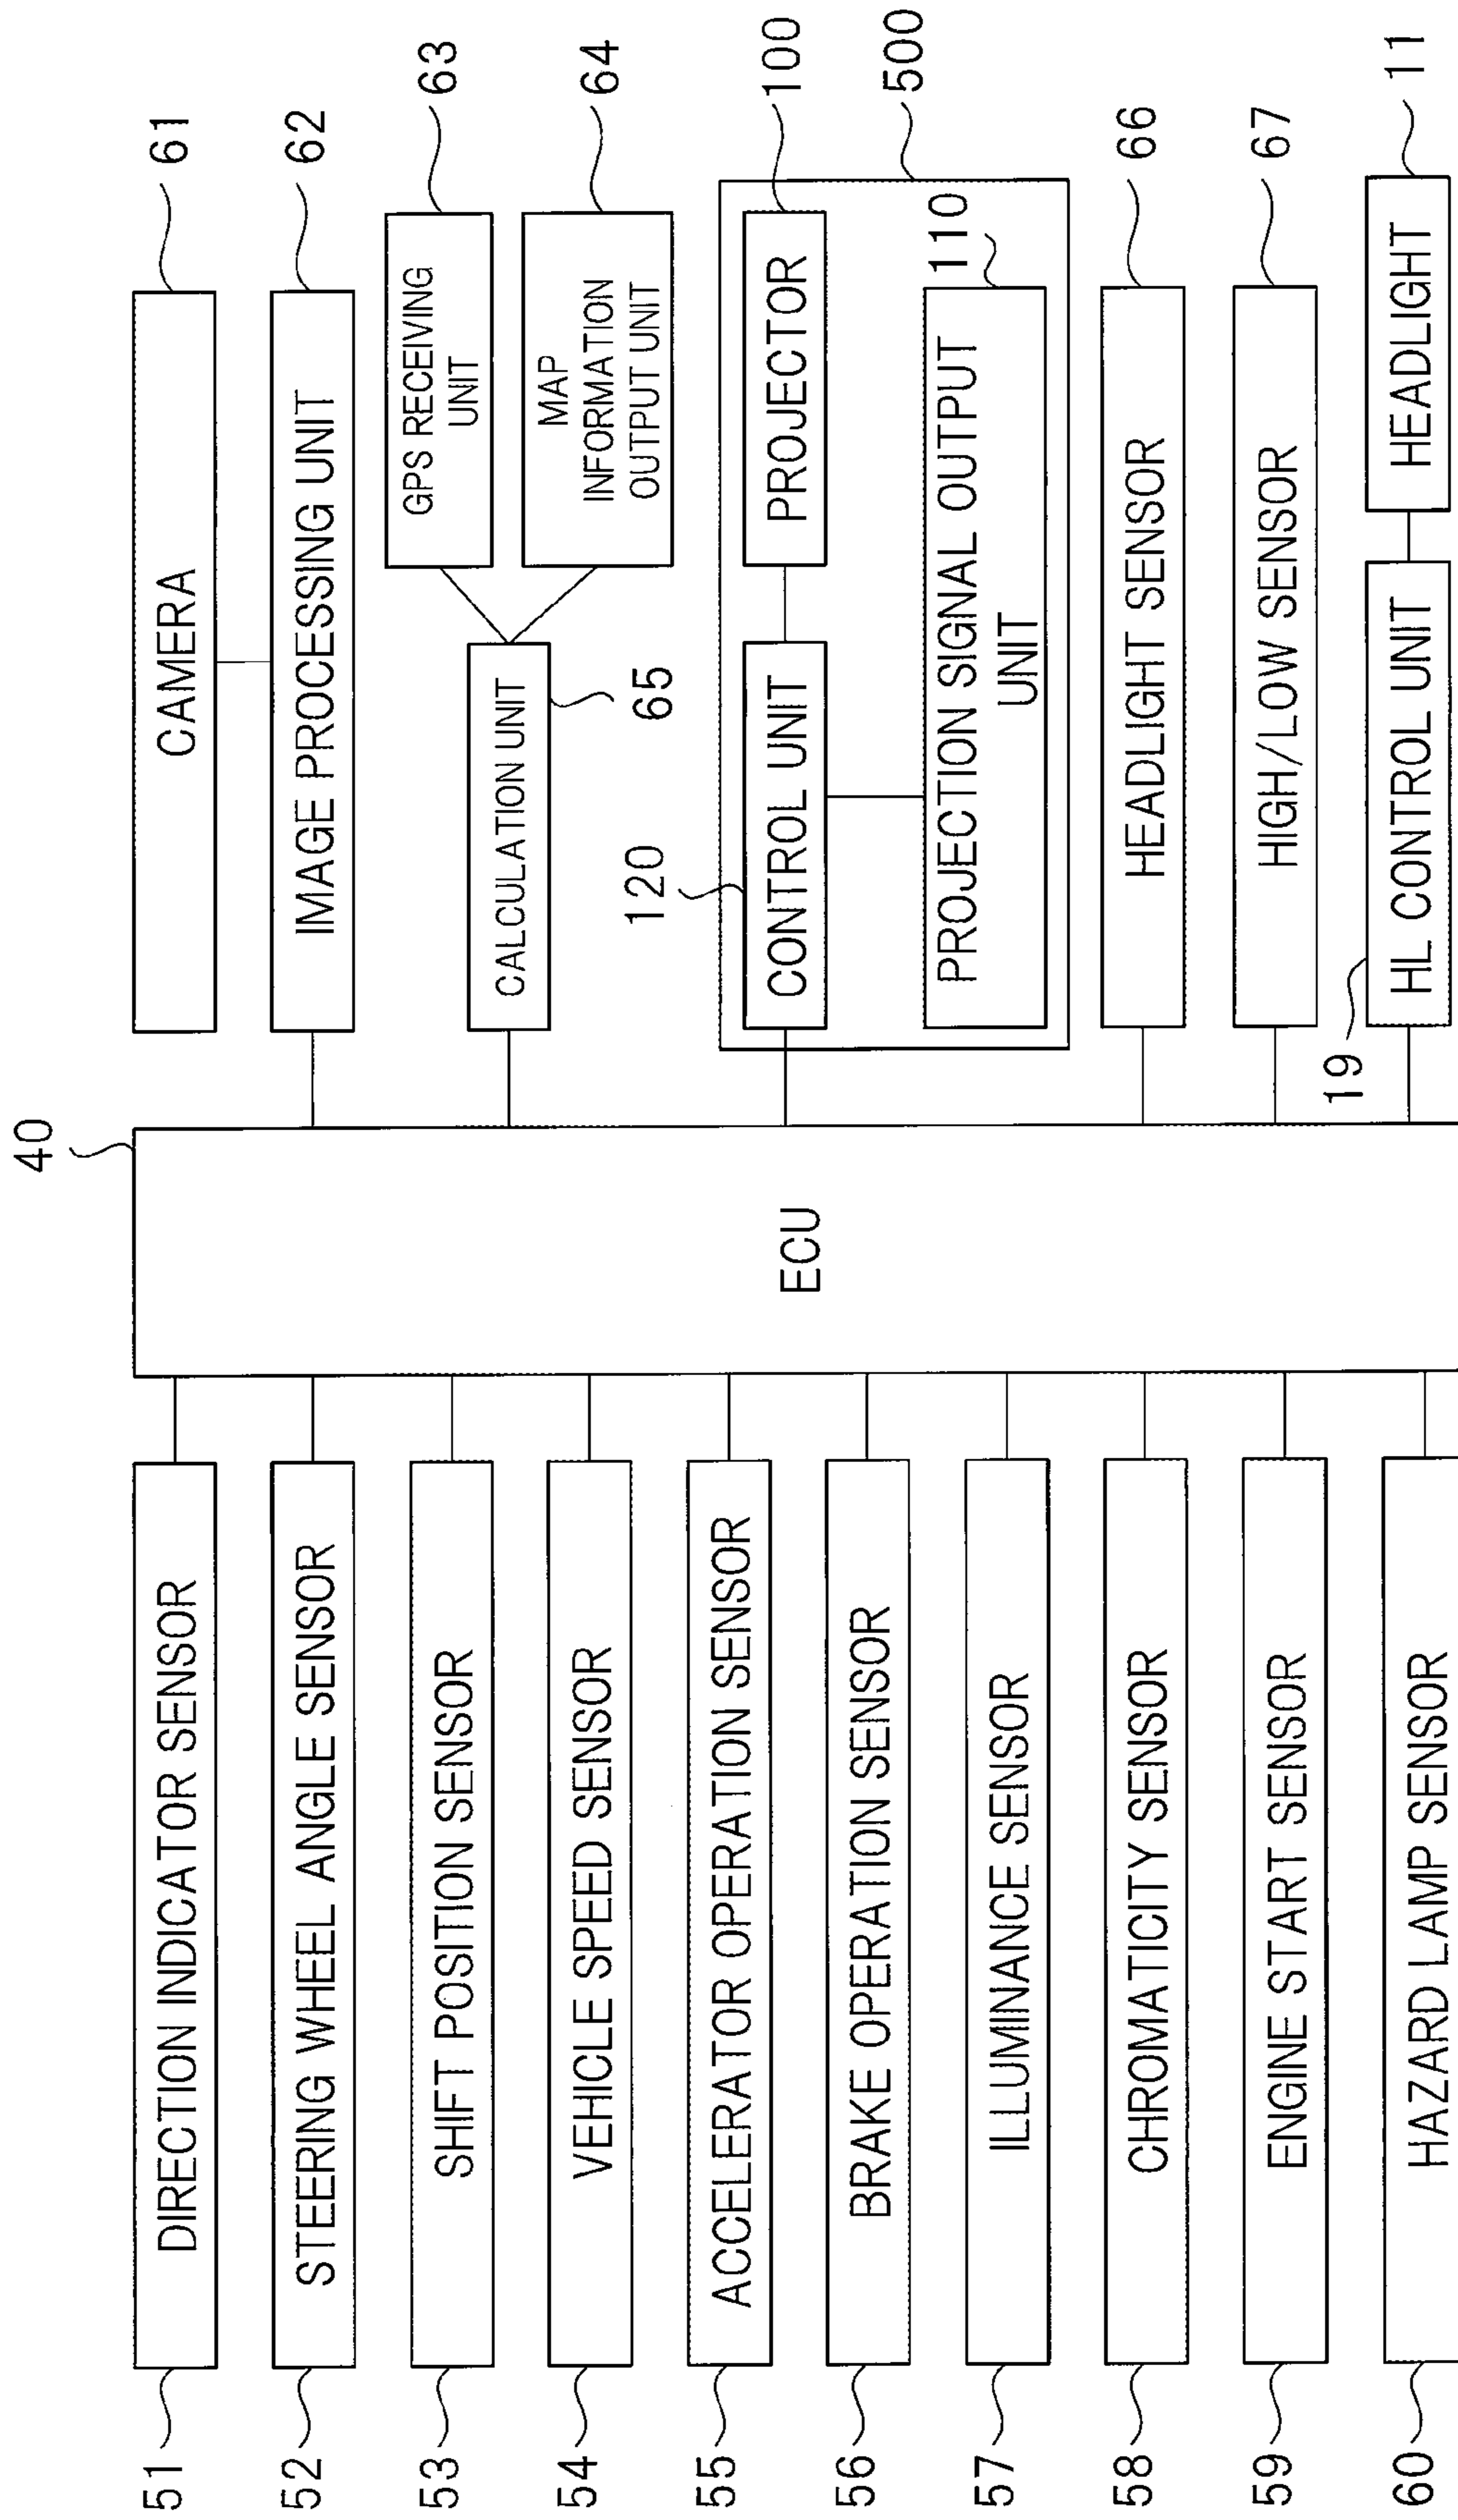 40
51
DIRECTION INDICATOR SENSOR
52
STEERING WHEEL ANGLE SENSOR
53
SHIFT POSITION SENSOR
54
VEHICLE SPEED SENSOR
55
ACCELERATOR OPERATION SENSOR
56
BRAKE OPERATION SENSOR
57
ILLUMINANCE SENSOR
58
CHROMATICITY SENSOR
59
ENGINE START SENSOR
60
HAZARD LAMP SENSOR
ECU
CAMERA
61
IMAGE PROCESSING UNIT
62
GPS RECEIVING
UNIT
63
MAP
INFORMATION
OUTPUT UNIT
64
CALCULATION UNIT
65
120
CONTROL UNIT
PROJECTOR
100
500
110
PROJECTION SIGNAL OUTPUT
UNIT
HEADLIGHT SENSOR
66
HIGH/LOW SENSOR
67
19
HL CONTROL UNIT
HEADLIGHT
11